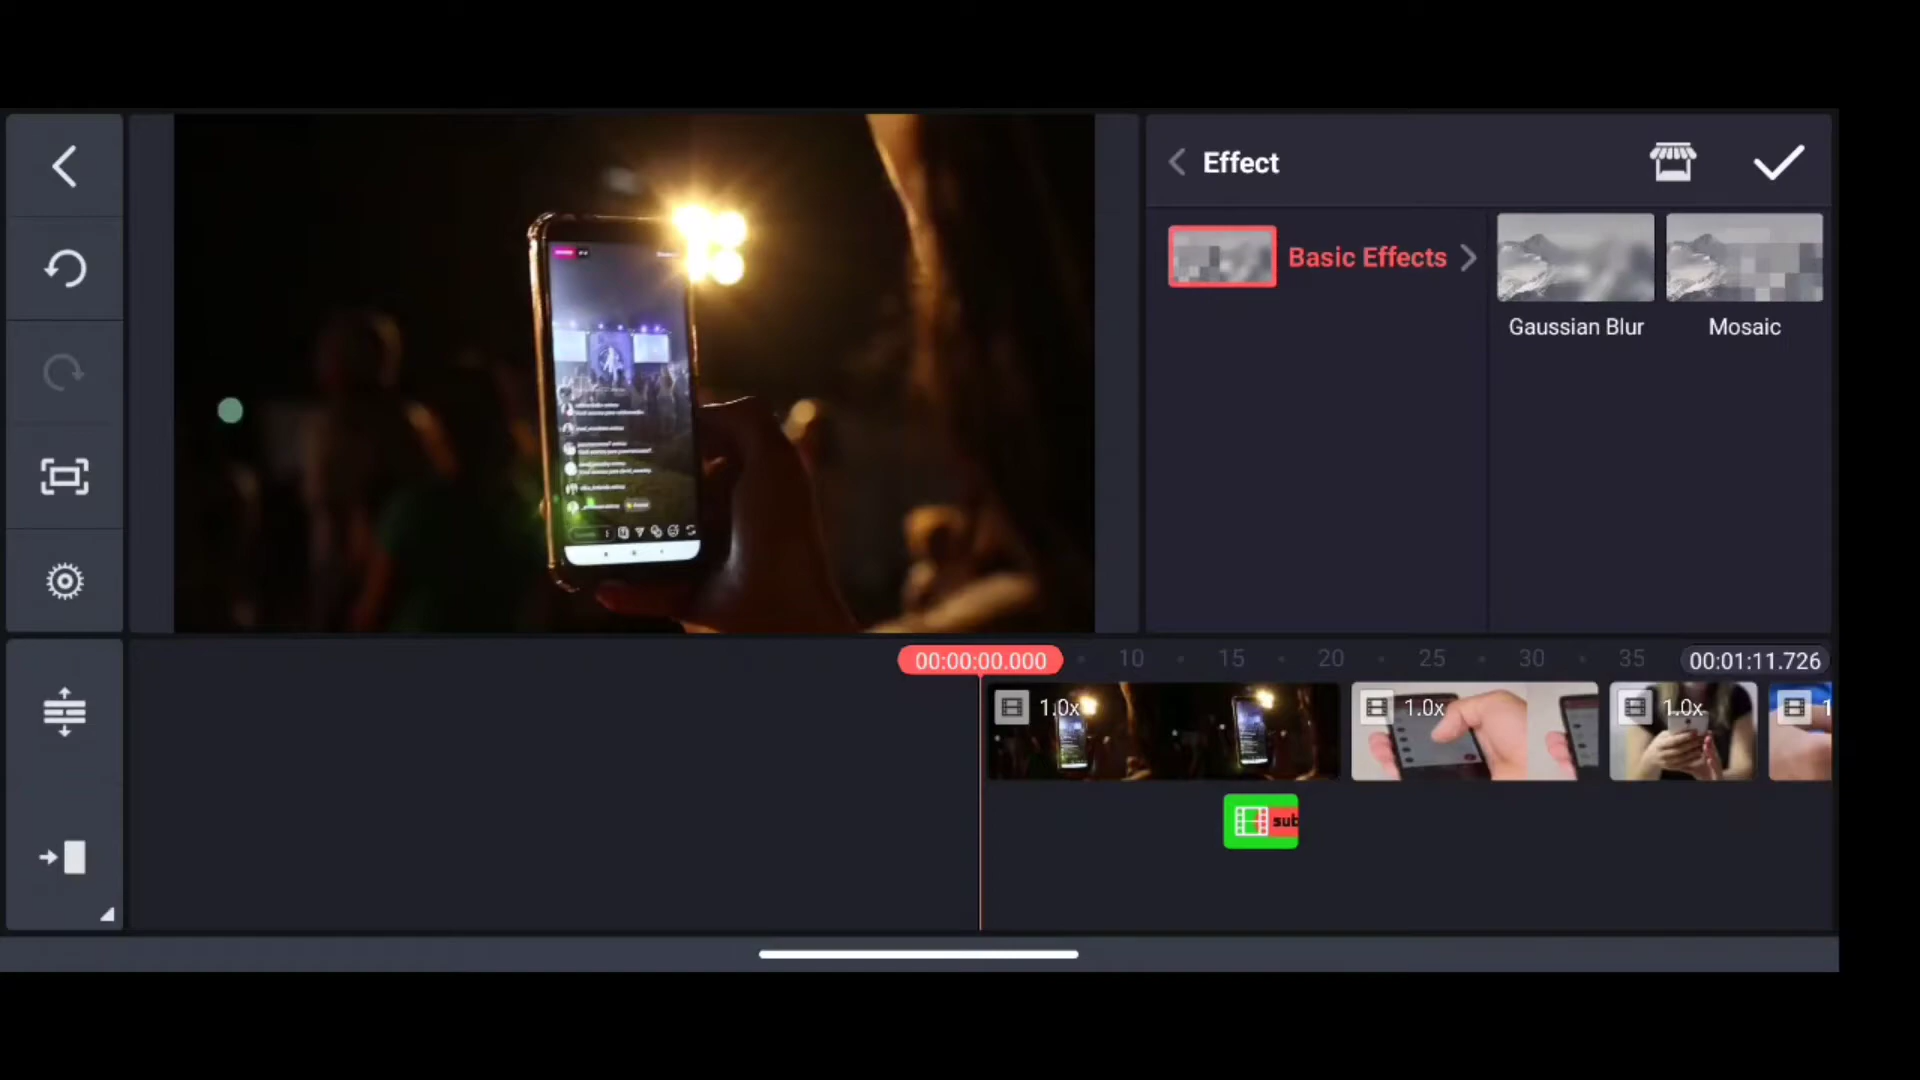 Effect
Basic Effects
Gaussian Blur
Mosaic
00:00:00.000
10
15
20
25
30
35
00:01:11.726
1.0x
1.0x
1.0x
1
sub